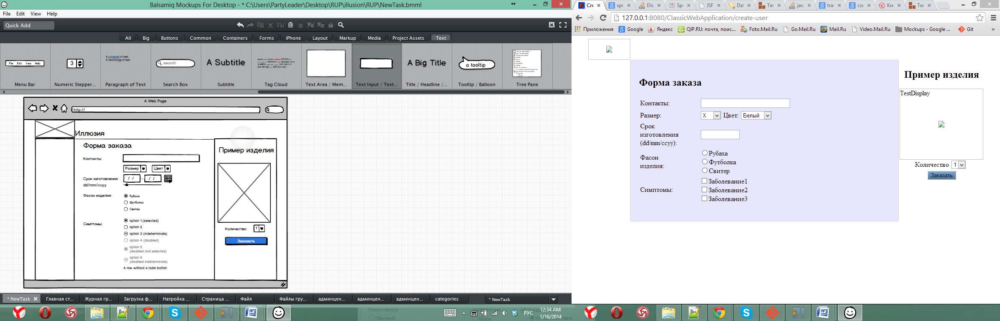 Balsamiq Mockups For Desktop - * C:\Users\PartyLeader\Desktop\RUP\illusion\RUP\NewTask.bmml
File Edit View Help
Quick Add
All Big Buttons Common Containers Forms iPhone Layout Markup Media Project Assets Text
File Edit View Help
3
A paragraph of text.
A second row of text.
search
A Subtitle
A Big Title
a tooltip
Menu Bar
Numeric Stepper...
Paragraph of Text
Search Box
Subtitle
Tag Cloud
Text Area / Mem...
Text Input / Text...
Title / Headline /...
Tooltip / Balloon
Tree Pane
A Web Page
http://
Иллюзия
Форма заказа
Контакты:
Размер
Цвет
Срок изготовления:
dd/mm/ccyy
/ /
--
/ /
Фасон изделия:
Рубаха
Футболка
Свитер
Симптомы:
option 1 (selected)
option 2
option 3 (indeterminate)
option 4 (disabled)
option 5
(disabled and selected)
option 6
(disabled indeterminate)
A row without a radio button
Пример изделия
Количество: 1
Заказать
* NewTask
Главная ст...
Журнал гр...
Загрузка ф...
Натройка ...
Страница ...
Файл
Файлы гру...
админцен...
админцен...
админцен...
categories
* NewTask
Режим поиска
Обычный
Вверх
РУС
12:34 AM
1/16/2014
Cre
spr
Dis
Spr
JSF
Dat
Ter
java
trar
css
Кно
Ter
127.0.0.1:8080/ClassicWebApplication/create-user
Приложения
Google
Яндекс
QIP.RU: почта, поис...
Foto.Mail.Ru
Go.Mail.Ru
Mail.Ru
Video.Mail.Ru
Mockups - Google ...
Git
»
Форма заказа
Контакты:
Размер: X Цвет: Белый
Срок
изготовления
(dd/mm/ccyy):
Фасон
изделия:
Рубаха
Футболка
Свитер
Симптомы:
Заболевание1
Заболевание2
Заболевание3
Пример изделия
TestDisplay
Количество 1
Заказать